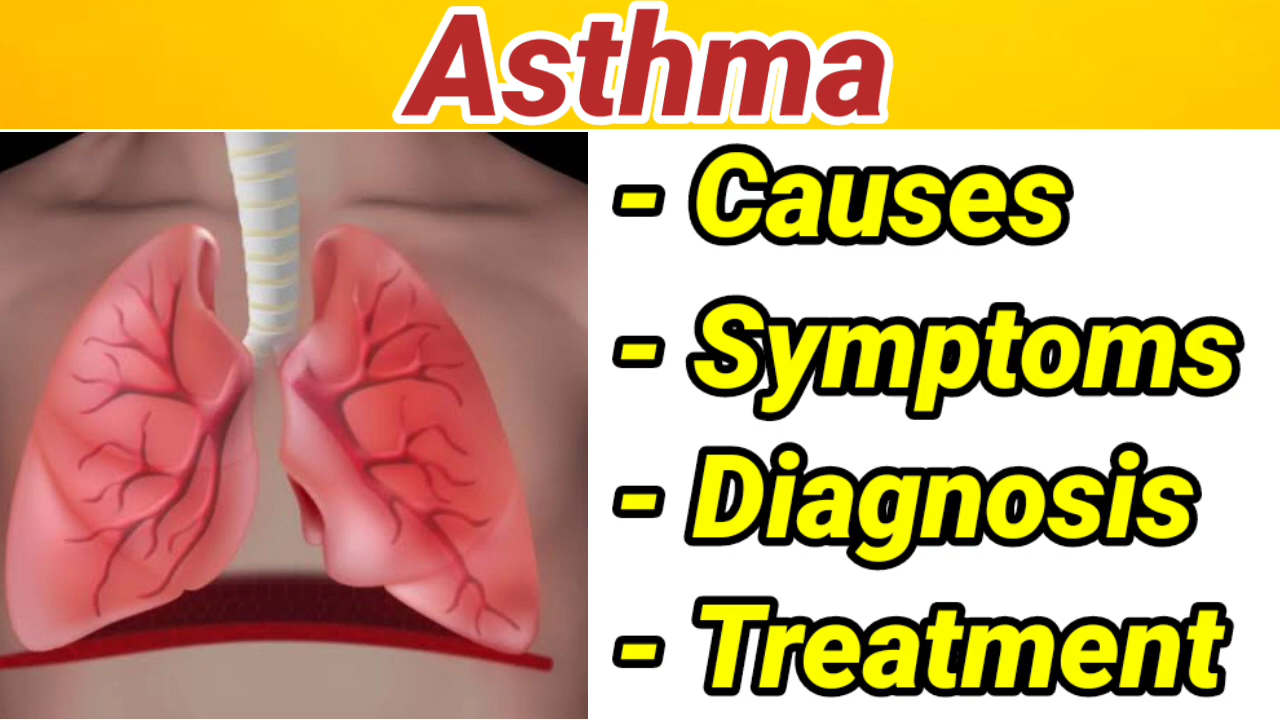 Asthma
- Causes
- Symptoms
- Diagnosis
- Treatment